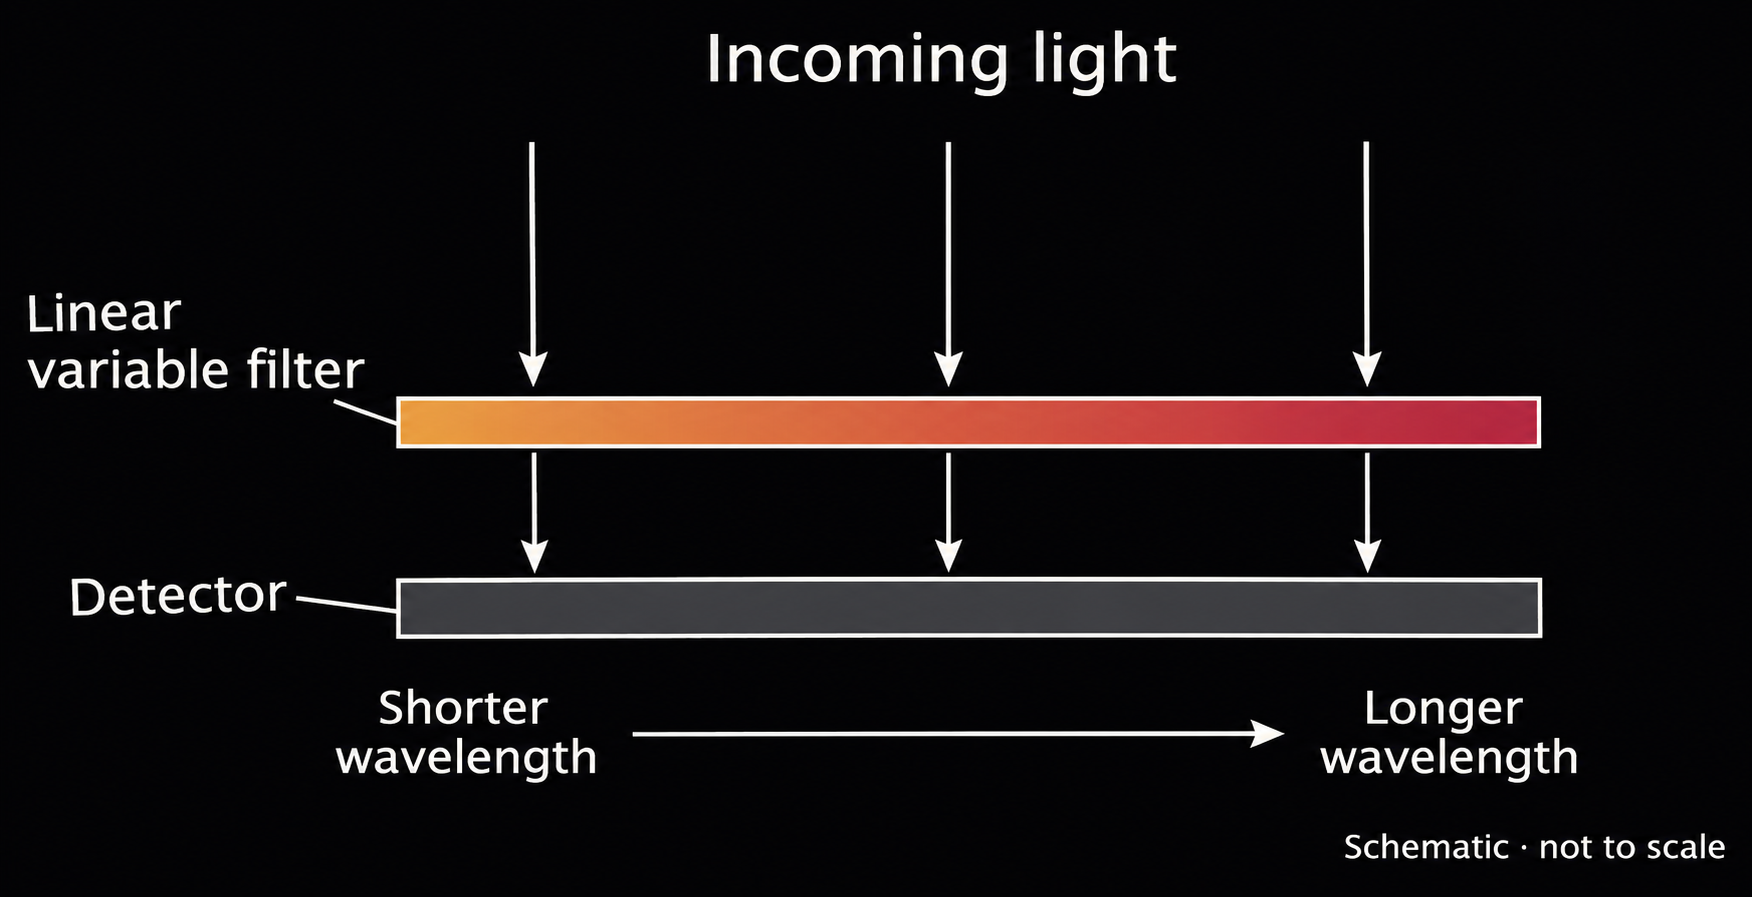 Incoming light
Linear
variable filter
Detector
Shorter
wavelength
Longer
wavelength
Schematic · not to scale